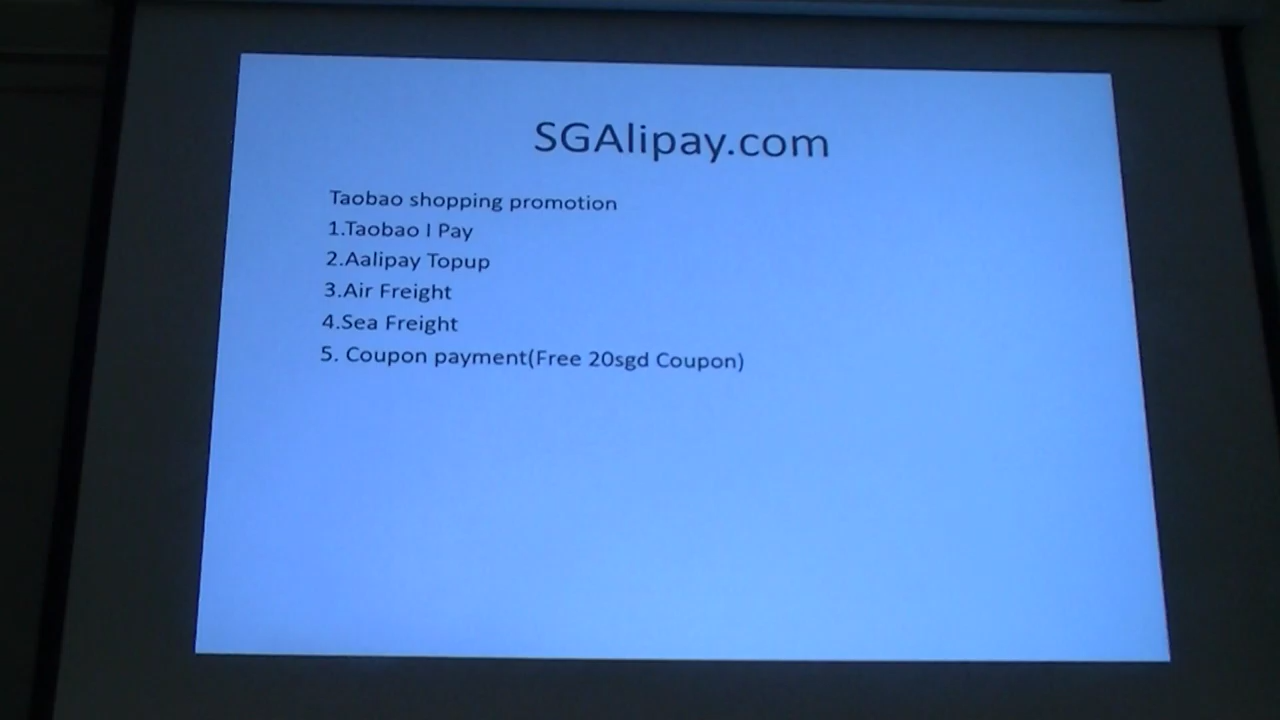 SGAlipay.com
Taobao shopping promotion
1.Taobao I Pay
2.Aalipay Topup
3.Air Freight
4.Sea Freight
5. Coupon payment(Free 20sgd Coupon)